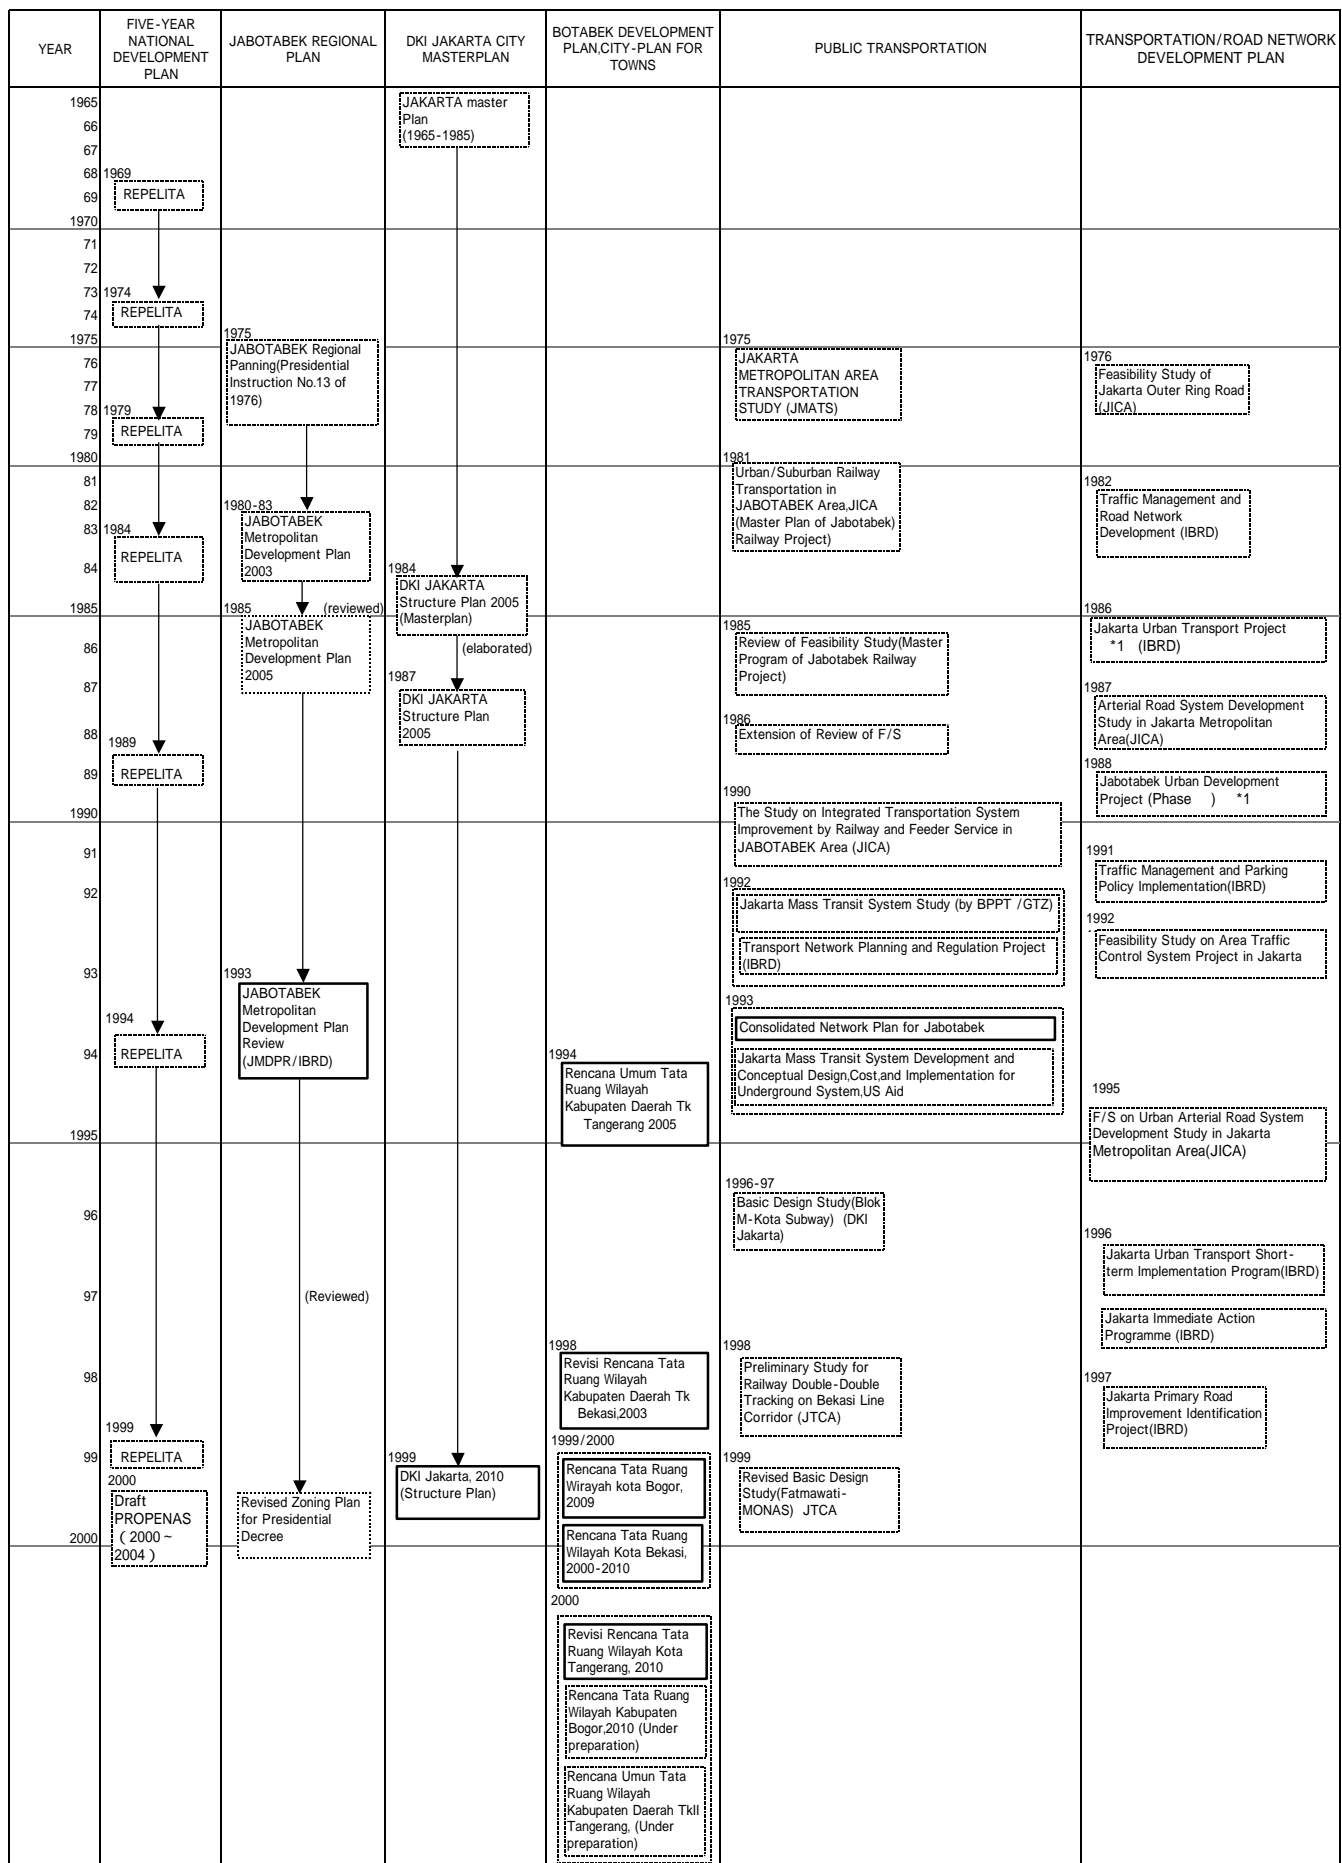 YEAR
FIVE-YEAR
NATIONAL
DEVELOPMENT
PLAN
JABOTABEK REGIONAL
PLAN
DKI JAKARTA CITY
MASTERPLAN
BOTABEK DEVELOPMENT
PLAN,CITY-PLAN FOR
TOWNS
PUBLIC TRANSPORTATION
TRANSPORTATION/ROAD NETWORK
DEVELOPMENT PLAN
1965
66
67
68
69
1970
71
72
73
74
1975
76
77
78
79
1980
81
82
83
84
1985
86
87
88
89
1990
91
92
93
94
1995
96
97
98
99
2000
1969
REPELITA
1974
REPELITA
1979
REPELITA
1984
REPELITA
1989
REPELITA
1994
REPELITA
1999
REPELITA
2000
Draft
PROPENAS
( 2000 ~
2004 )
1975
JABOTABEK Regional
Panning(Presidential
Instruction No.13 of
1976)
1980-83
JABOTABEK
Metropolitan
Development Plan
2003
1985
(reviewed)
JABOTABEK
Metropolitan
Development Plan
2005
1993
JABOTABEK
Metropolitan
Development Plan
Review
(JMDPR/IBRD)
(Reviewed)
Revised Zoning Plan
for Presidential
Decree
JAKARTA master
Plan
(1965-1985)
1984
DKI JAKARTA
Structure Plan 2005
(Masterplan)
(elaborated)
1987
DKI JAKARTA
Structure Plan
2005
1999
DKI Jakarta, 2010
(Structure Plan)
1994
Rencana Umum Tata
Ruang Wilayah
Kabupaten Daerah Tk
Tangerang 2005
1998
Revisi Rencana Tata
Ruang Wilayah
Kabupaten Daerah Tk
Bekasi,2003
1999/2000
Rencana Tata Ruang
Wirayah kota Bogor,
2009
Rencana Tata Ruang
Wilayah Kota Bekasi,
2000-2010
2000
Revisi Rencana Tata
Ruang Wilayah Kota
Tangerang, 2010
Rencana Tata Ruang
Wilayah Kabupaten
Bogor,2010 (Under
preparation)
Rencana Umun Tata
Ruang Wilayah
Kabupaten Daerah TkII
Tangerang, (Under
preparation)
1975
JAKARTA
METROPOLITAN AREA
TRANSPORTATION
STUDY (JMATS)
1981
Urban/Suburban Railway
Transportation in
JABOTABEK Area,JICA
(Master Plan of Jabotabek)
Railway Project)
1985
Review of Feasibility Study(Master
Program of Jabotabek Railway
Project)
1986
Extension of Review of F/S
1990
The Study on Integrated Transportation System
Improvement by Railway and Feeder Service in
JABOTABEK Area (JICA)
1992
Jakarta Mass Transit System Study (by BPPT /GTZ)
Transport Network Planning and Regulation Project
(IBRD)
1993
Consolidated Network Plan for Jabotabek
Jakarta Mass Transit System Development and
Conceptual Design,Cost,and Implementation for
Underground System,US Aid
1996-97
Basic Design Study(Blok
M-Kota Subway) (DKI
Jakarta)
1998
Preliminary Study for
Railway Double-Double
Tracking on Bekasi Line
Corridor (JTCA)
1999
Revised Basic Design
Study(Fatmawati-
MONAS) JTCA
1976
Feasibility Study of
Jakarta Outer Ring Road
(JICA)
1982
Traffic Management and
Road Network
Development (IBRD)
1986
Jakarta Urban Transport Project
*1 (IBRD)
1987
Arterial Road System Development
Study in Jakarta Metropolitan
Area(JICA)
1988
Jabotabek Urban Development
Project (Phase ) *1
1991
Traffic Management and Parking
Policy Implementation(IBRD)
1992
Feasibility Study on Area Traffic
Control System Project in Jakarta
1995
F/S on Urban Arterial Road System
Development Study in Jakarta
Metropolitan Area(JICA)
1996
Jakarta Urban Transport Short-
term Implementation Program(IBRD)
Jakarta Immediate Action
Programme (IBRD)
1997
Jakarta Primary Road
Improvement Identification
Project(IBRD)